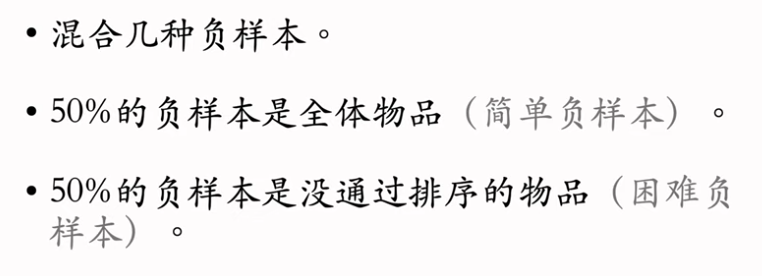 • 混合几种负样本。
• 50%的负样本是全体物品（简单负样本）。
• 50%的负样本是没通过排序的物品（困难负
样本）。